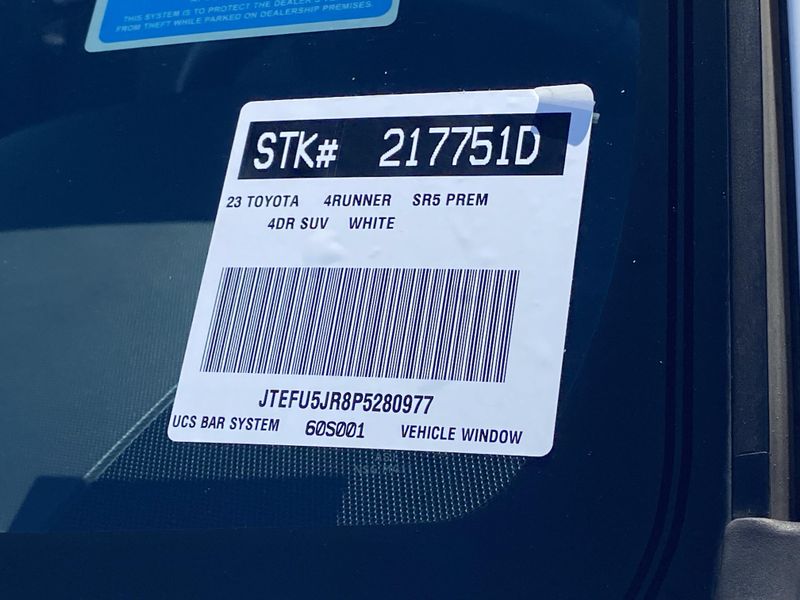 THIS SYSTEM IS TO PROTECT THE DEALER'S
FROM THEFT WHILE PARKED ON DEALERSHIP PREMISES.
STK# 217751D
23 TOYOTA 4RUNNER SR5 PREM
4DR SUV WHITE
JTEFU5JR8P5280977
UCS BAR SYSTEM 60S001 VEHICLE WINDOW